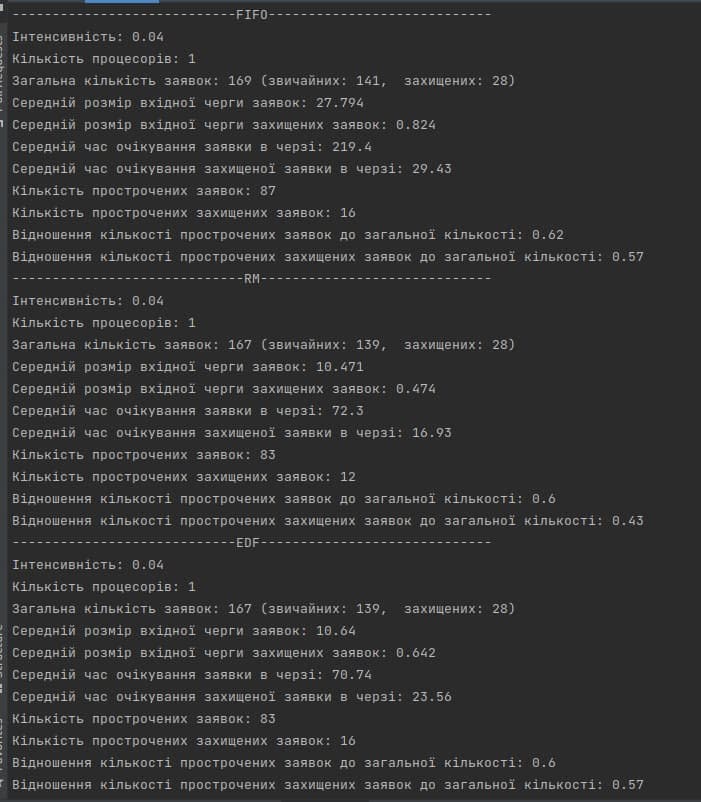 ----------------------------FIFO----------------------------
Інтенсивність: 0.04
Кількість процесорів: 1
Загальна кількість заявок: 169 (звичайних: 141,  захищених: 28)
Середній розмір вхідної черги заявок: 27.794
Середній розмір вхідної черги захищених заявок: 0.824
Середній час очікування заявки в черзі: 219.4
Середній час очікування захищеної заявки в черзі: 29.43
Кількість прострочених заявок: 87
Кількість прострочених захищених заявок: 16
Відношення кількості прострочених заявок до загальної кількості: 0.62
Відношення кількості прострочених захищених заявок до загальної кількості: 0.57
-----------------------------RM-----------------------------
Інтенсивність: 0.04
Кількість процесорів: 1
Загальна кількість заявок: 167 (звичайних: 139,  захищених: 28)
Середній розмір вхідної черги заявок: 10.471
Середній розмір вхідної черги захищених заявок: 0.474
Середній час очікування заявки в черзі: 72.3
Середній час очікування захищеної заявки в черзі: 16.93
Кількість прострочених заявок: 83
Кількість прострочених захищених заявок: 12
Відношення кількості прострочених заявок до загальної кількості: 0.6
Відношення кількості прострочених захищених заявок до загальної кількості: 0.43
----------------------------EDF-----------------------------
Інтенсивність: 0.04
Кількість процесорів: 1
Загальна кількість заявок: 167 (звичайних: 139,  захищених: 28)
Середній розмір вхідної черги заявок: 10.64
Середній розмір вхідної черги захищених заявок: 0.642
Середній час очікування заявки в черзі: 70.74
Середній час очікування захищеної заявки в черзі: 23.56
Кількість прострочених заявок: 83
Кількість прострочених захищених заявок: 16
Відношення кількості прострочених заявок до загальної кількості: 0.6
Відношення кількості прострочених захищених заявок до загальної кількості: 0.57